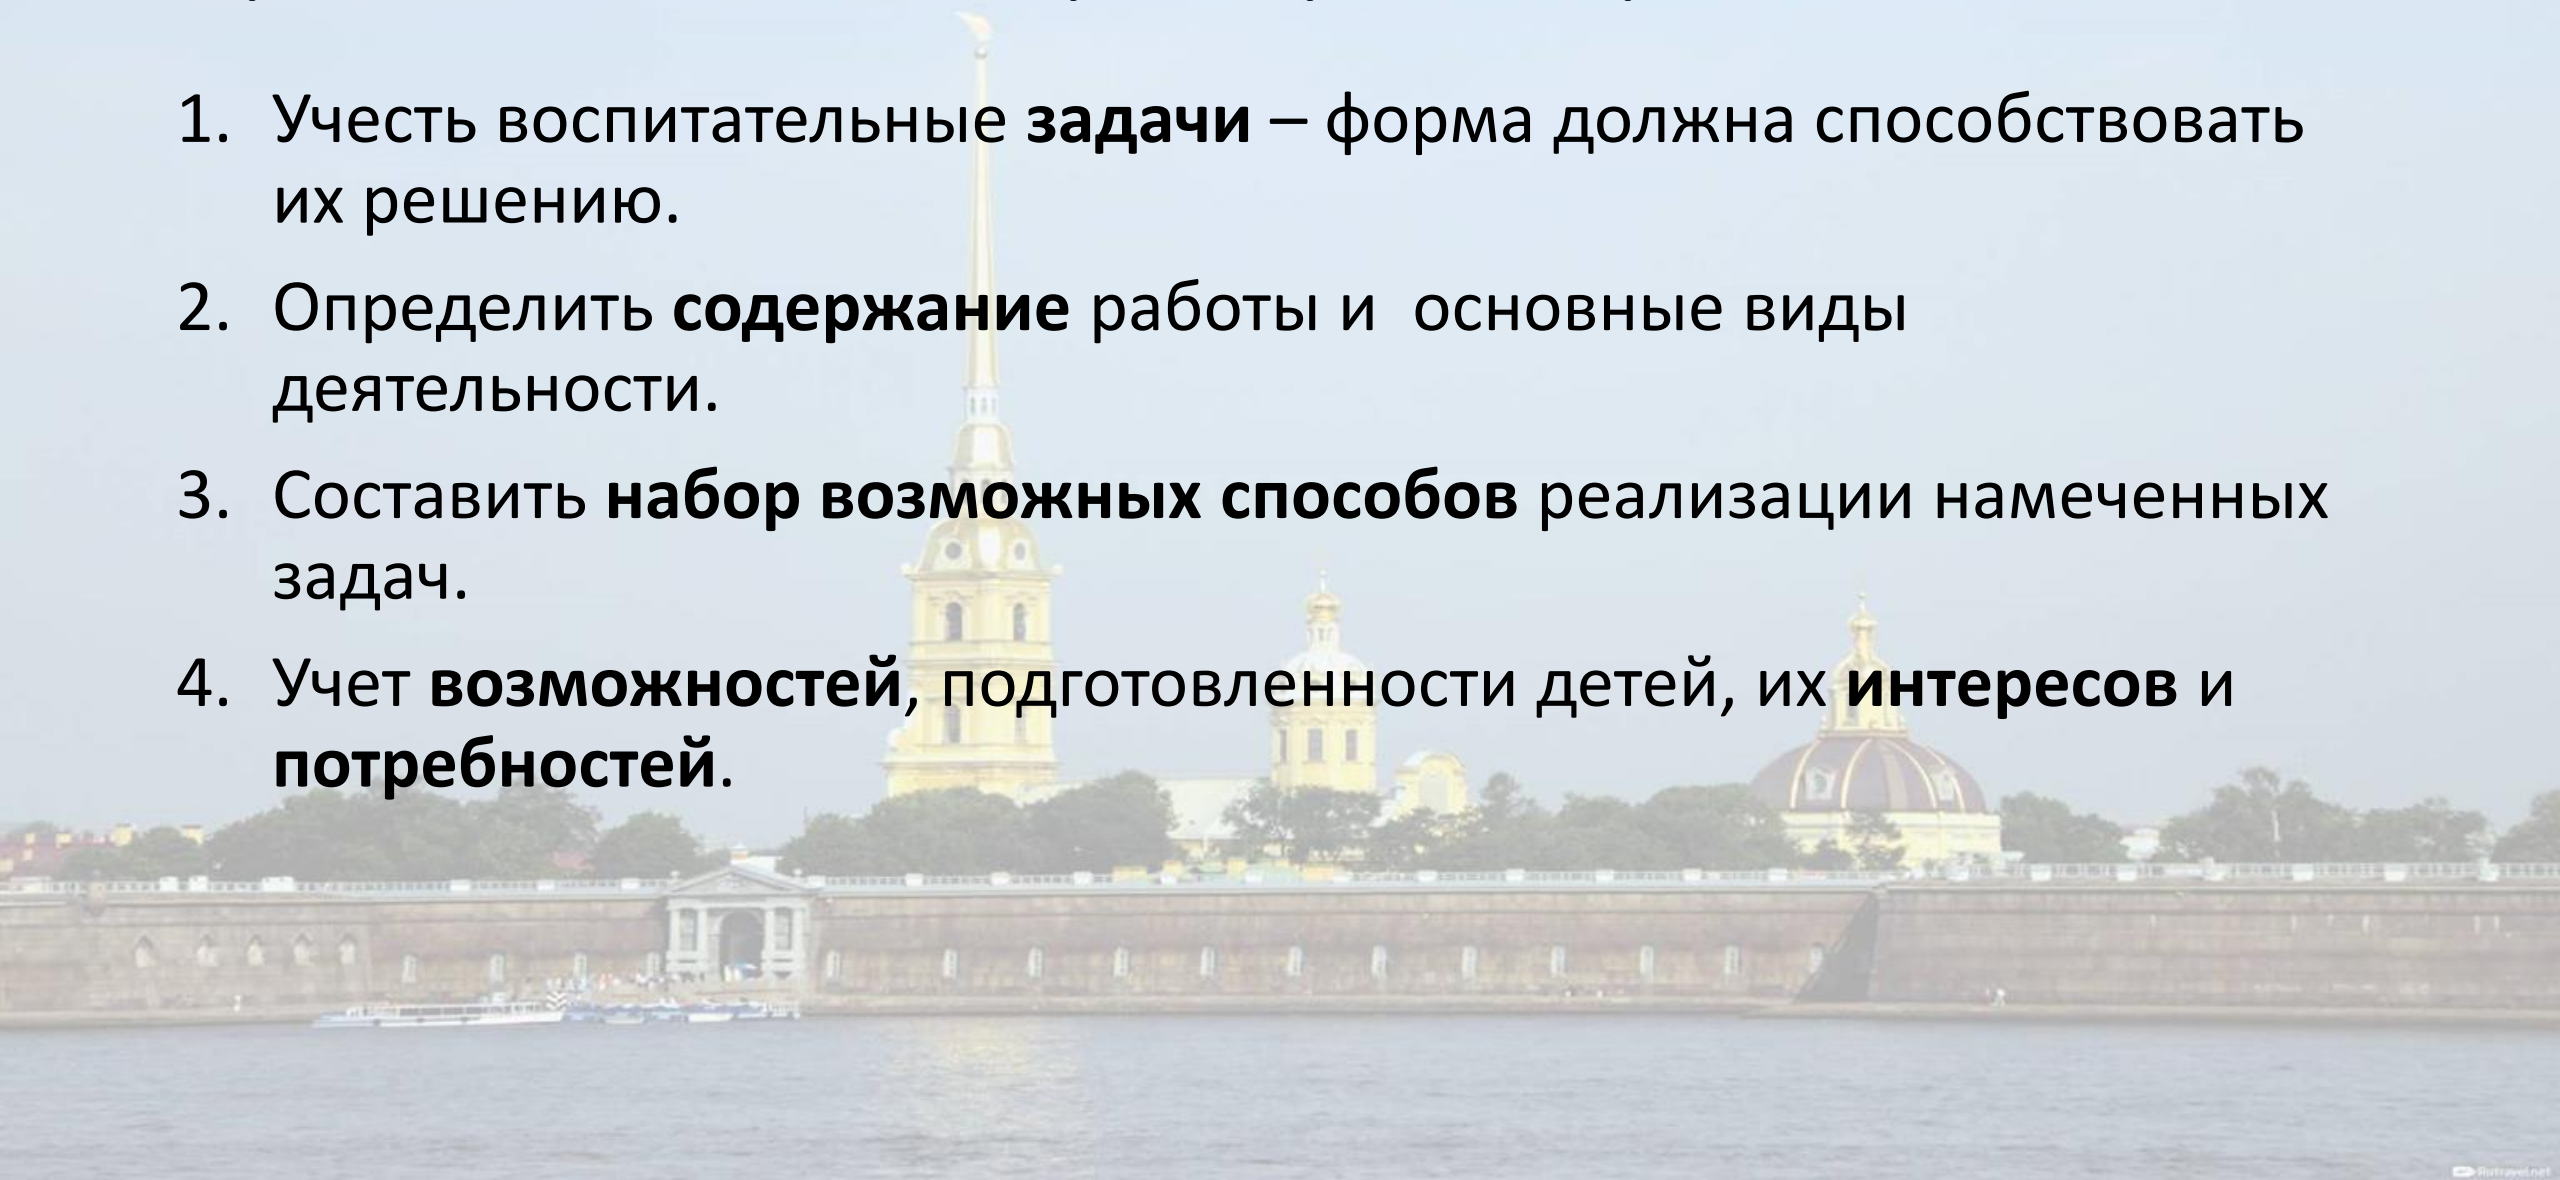 1. Учесть воспитательные задачи – форма должна способствовать
их решению.
2. Определить содержание работы и  основные виды
деятельности.
3. Составить набор возможных способов реализации намеченных
задач.
4. Учет возможностей, подготовленности детей, их интересов и
потребностей.